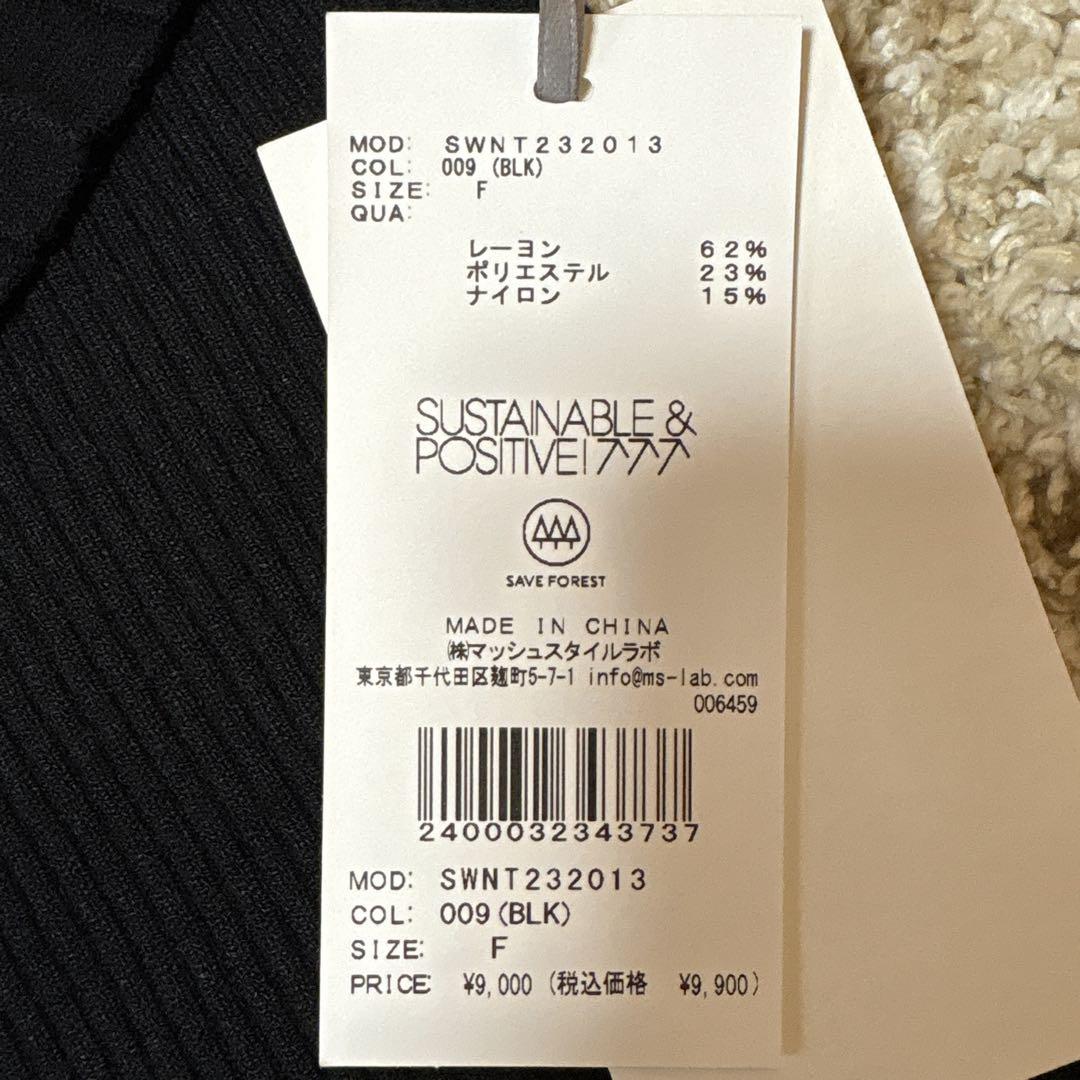 MOD: SWNT232013
COL: 009 (BLK)
SIZE: F
QUA:
レーヨン 62%
ポリエステル 23%
ナイロン 15%
SUSTAINABLE &
POSITIVE!
SAVE FOREST
MADE IN CHINA
㈱マッシュスタイルラボ
東京都千代田区麹町5-7-1 info@ms-lab.com
006459
2400032343737
MOD: SWNT232013
COL: 009(BLK)
SIZE: F
PRICE: ¥9,000 (税込価格 ¥9,900)